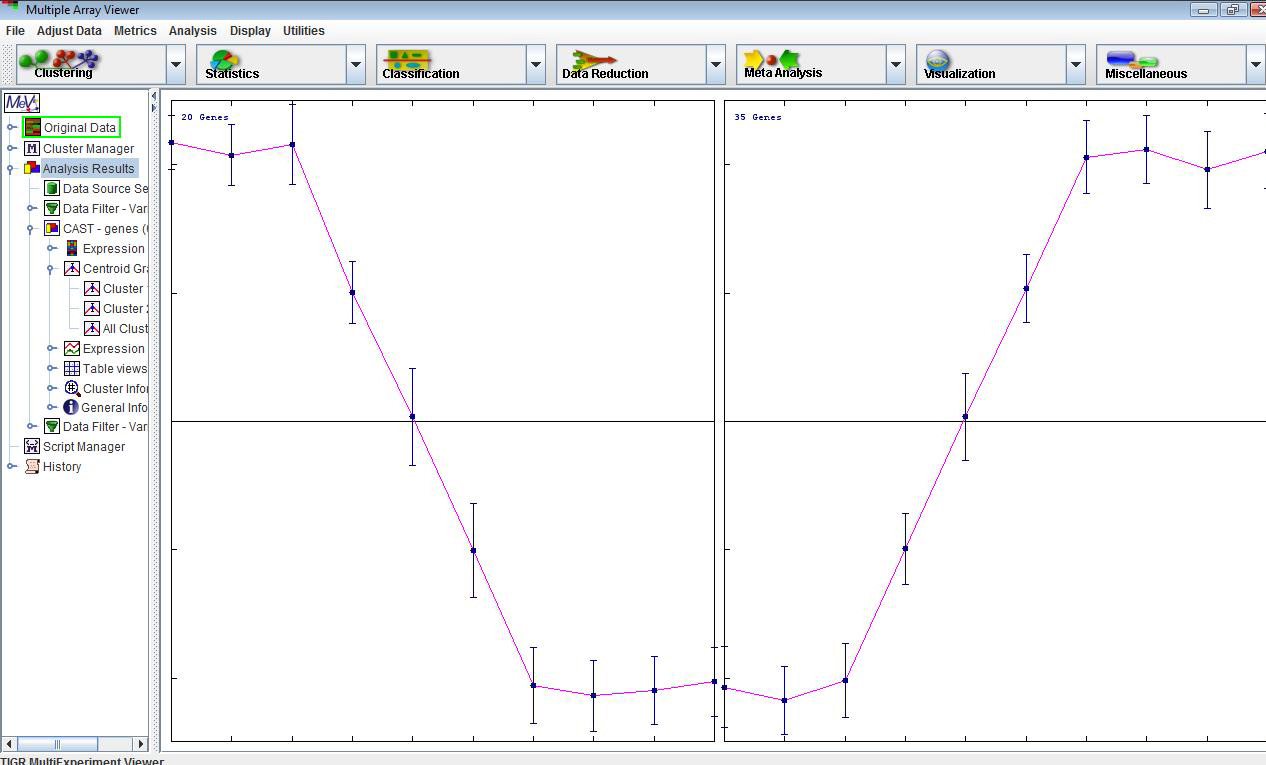 Multiple Array Viewer
File Adjust Data Metrics Analysis Display Utilities
Clustering Statistics Classification Data Reduction Meta Analysis Visualization Miscellaneous
MeV
Original Data
M Cluster Manager
Analysis Results
Data Source Se
Data Filter - Var
CAST - genes (
Expression
Centroid Gra
Cluster
Cluster 2
All Clust
Expression
Table views
Cluster Infor
General Info
Data Filter - Var
Script Manager
History
20 Genes
35 Genes
TIGR MultiExperiment Viewer